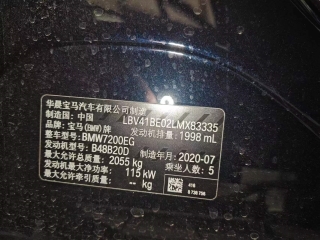 华晨宝马汽车有限公司制造
制造国：中国 LBV41BE02LMX83335
品牌：宝马(BMW)牌 发动机排量：1998 mL
整车型号：BMW7200EG
发动机型号：B48B20D 制造年月：2020-07
最大允许总质量：2055 kg 乘坐人数：5
发动机最大净功率：115 kW
最大允许牵引质量：-- kg